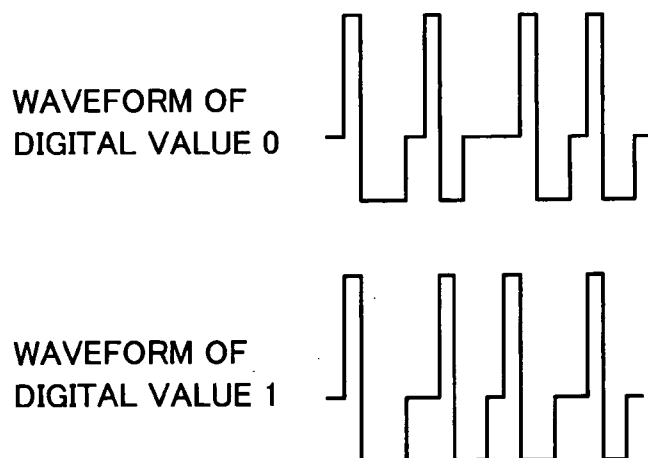 WAVEFORM OF
DIGITAL VALUE 0
WAVEFORM OF
DIGITAL VALUE 1